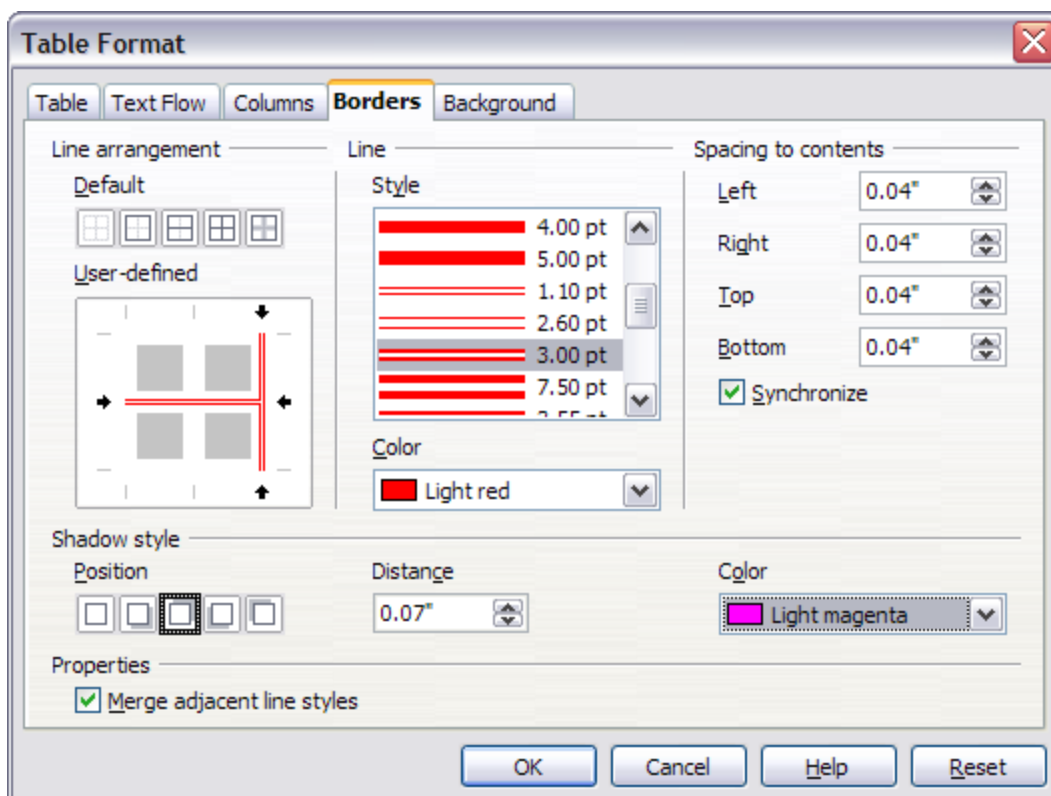 Table Format
Table Text Flow Columns Borders Background
Line arrangement
Default
User-defined
Line
Style
4.00 pt
5.00 pt
1.10 pt
2.60 pt
3.00 pt
7.50 pt
Color
Light red
Spacing to contents
Left 0.04"
Right 0.04"
Top 0.04"
Bottom 0.04"
Synchronize
Shadow style
Position
Distance
0.07"
Color
Light magenta
Properties
Merge adjacent line styles
OK Cancel Help Reset